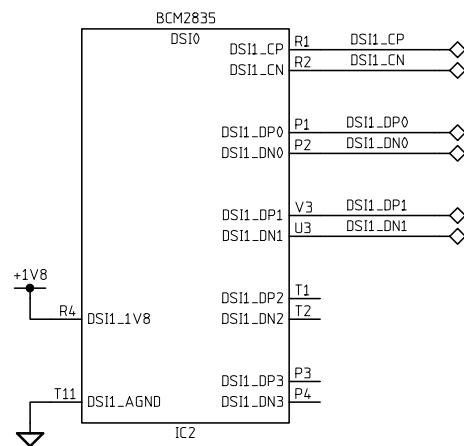 BCM2835
DSI0
DSI1_CP R1 DSI1_CP
DSI1_CN R2 DSI1_CN
DSI1_DP0 P1 DSI1_DP0
DSI1_DN0 P2 DSI1_DN0
DSI1_DP1 V3 DSI1_DP1
DSI1_DN1 U3 DSI1_DN1
+1V8
DSI1_DP2 T1
R4 DSI1_1V8 DSI1_DN2 T2
DSI1_DP3 P3
T11 DSI1_AGND DSI1_DN3 P4
IC2